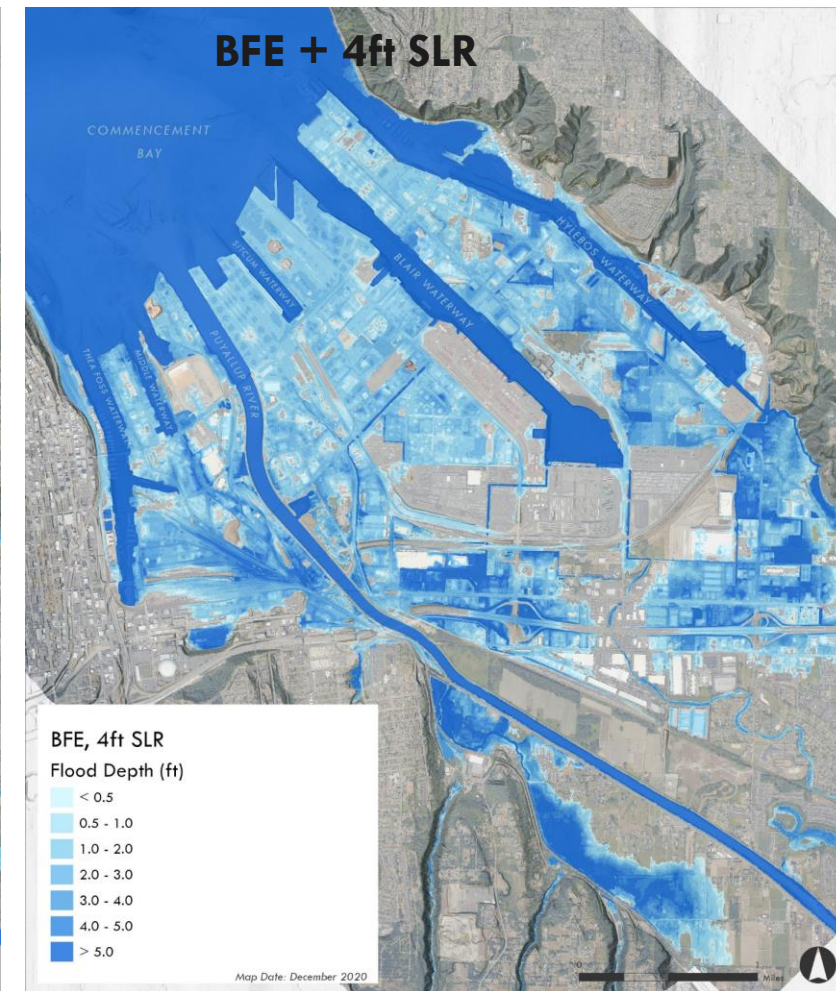 BFE + 4ft SLR
COMMENCEMENT
BAY
HYLEBOS WATERWAY
SITCUM WATERWAY
BLAIR WATERWAY
PUYALLUP RIVER
MIDDLE WATERWAY
THEA FOSS WATERWAY
BFE, 4ft SLR
Flood Depth (ft)
< 0.5
0.5 - 1.0
1.0 - 2.0
2.0 - 3.0
3.0 - 4.0
4.0 - 5.0
> 5.0
Map Date: December 2020
0 1
Miles